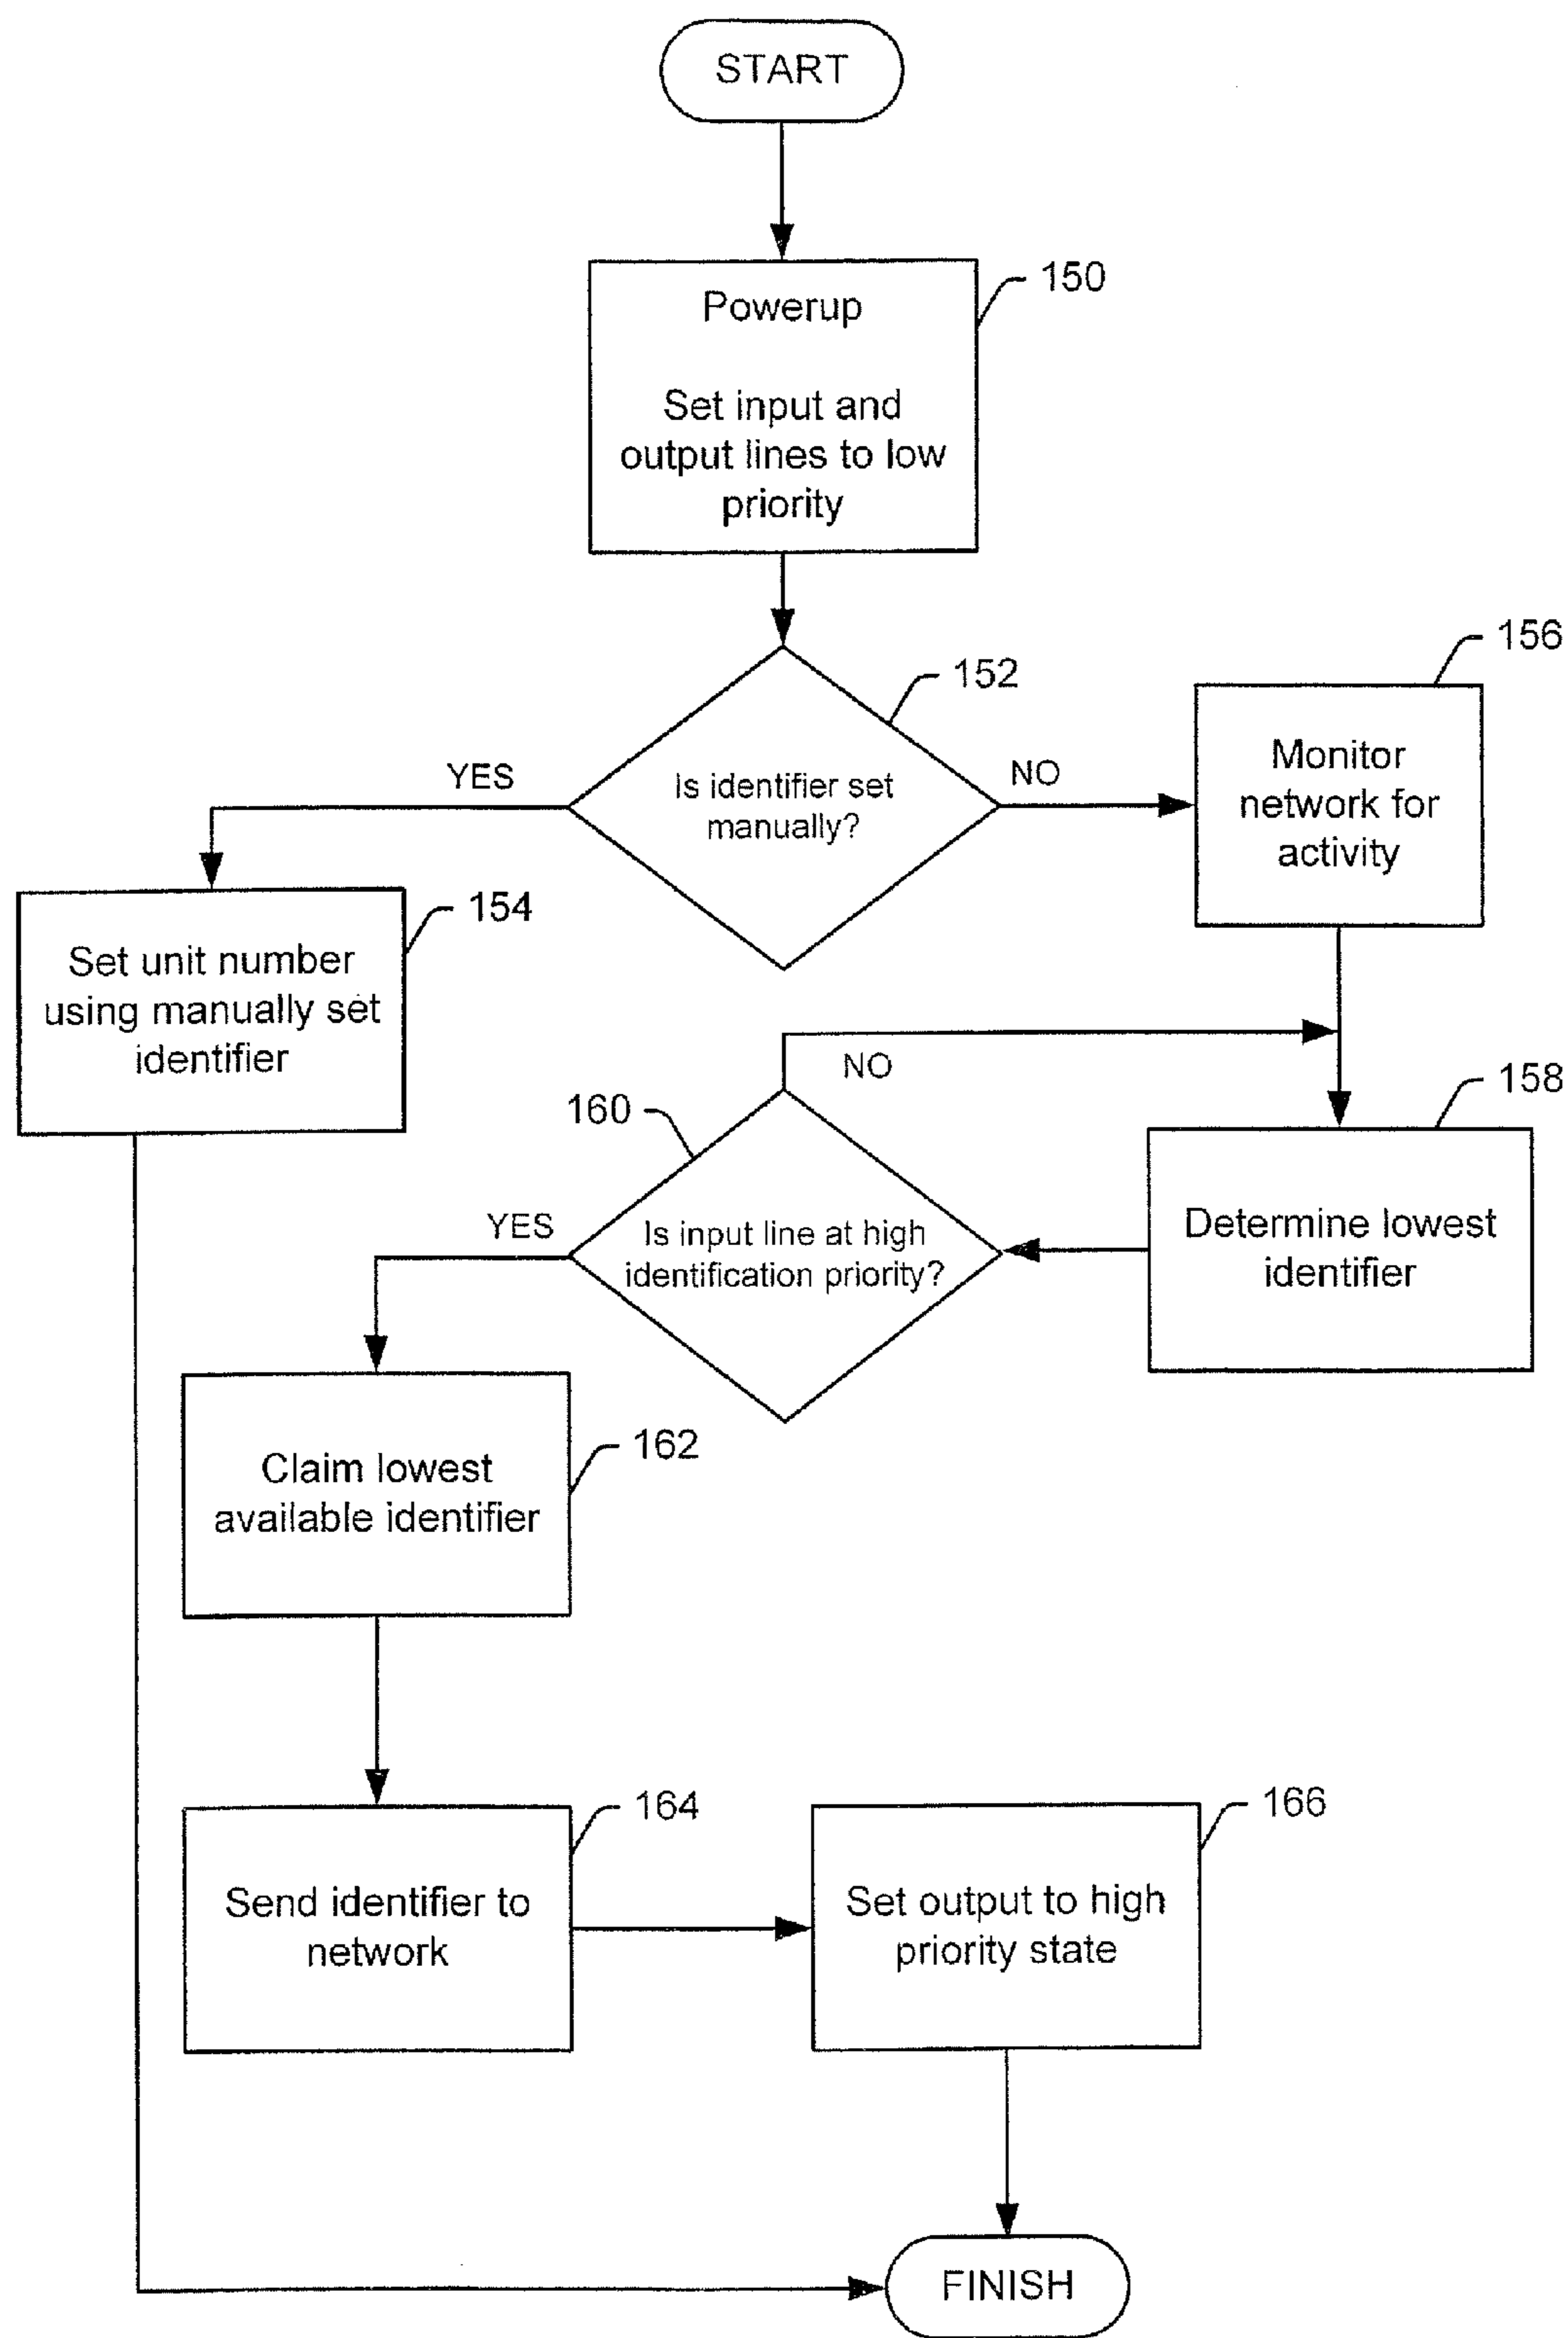 START
150
Powerup
Set input and
output lines to low
priority
152
Is identifier set
manually?
YES
NO
156
Monitor
network for
activity
154
Set unit number
using manually set
identifier
NO
158
Determine lowest
identifier
160
Is input line at high
identification priority?
YES
162
Claim lowest
available identifier
164
Send identifier to
network
166
Set output to high
priority state
FINISH